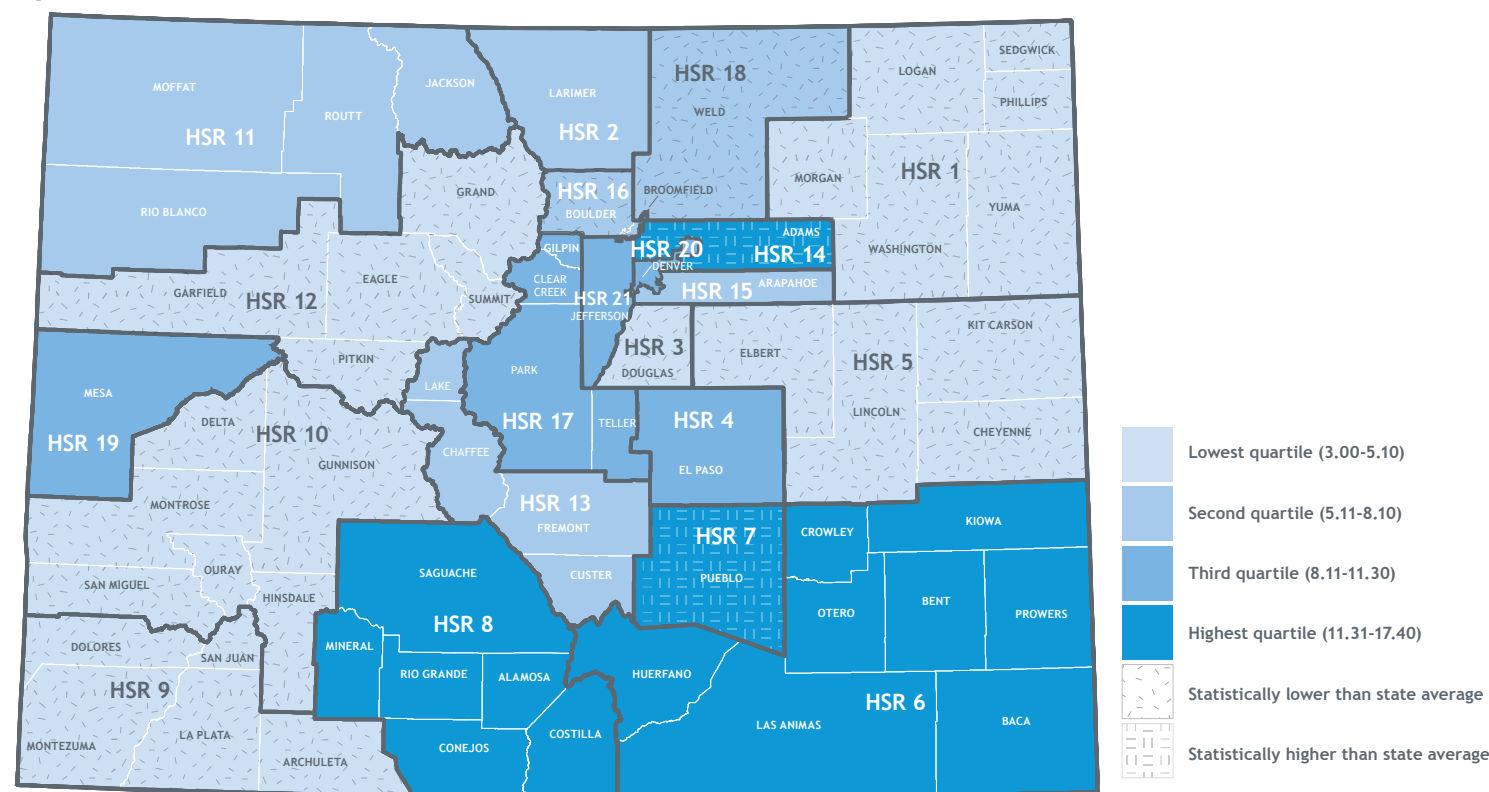 SEDGWICK
LOGAN
HSR 18
MOFFAT
JACKSON
LARIMER
PHILLIPS
WELD
ROUTT
HSR 11
HSR 2
HSR 1
MORGAN
GRAND
HSR 16
BROOMFIELD
YUMA
RIO BLANCO
BOULDER
ADAMS
GILPIN
HSR 20
HSR 14
WASHINGTON
DENVER
EAGLE
CLEAR
CREEK
ARAPAHOE
HSR 15
GARFIELD
HSR 12
SUMMIT
HSR 21
JEFFERSON
KIT CARSON
HSR 3
ELBERT
HSR 5
PITKIN
PARK
DOUGLAS
LAKE
MESA
LINCOLN
HSR 17
TELLER
HSR 4
DELTA
HSR 10
HSR 19
CHEYENNE
CHAFFEE
GUNNISON
EL PASO
MONTROSE
HSR 13
FREMONT
HSR 7
CROWLEY
KIOWA
OURAY
SAGUACHE
CUSTER
PUEBLO
SAN MIGUEL
HINSDALE
BENT
OTERO
PROWERS
HSR 8
DOLORES
MINERAL
SAN JUAN
RIO GRANDE
ALAMOSA
HUERFANO
HSR 9
HSR 6
LAS ANIMAS
BACA
LA PLATA
COSTILLA
MONTEZUMA
CONEJOS
ARCHULETA
Lowest quartile (3.00-5.10)
Second quartile (5.11-8.10)
Third quartile (8.11-11.30)
Highest quartile (11.31-17.40)
Statistically lower than state average
Statistically higher than state average